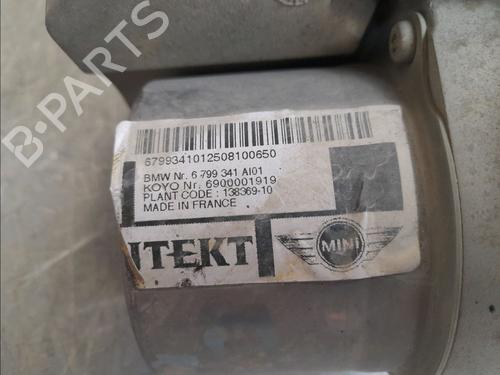 6799341012508100650
BMW Nr. 6 799 341 AI01
KOYO Nr. 6900001919
PLANT CODE : 138369-10
MADE IN FRANCE
JTEKT
MINI
B-PARTS